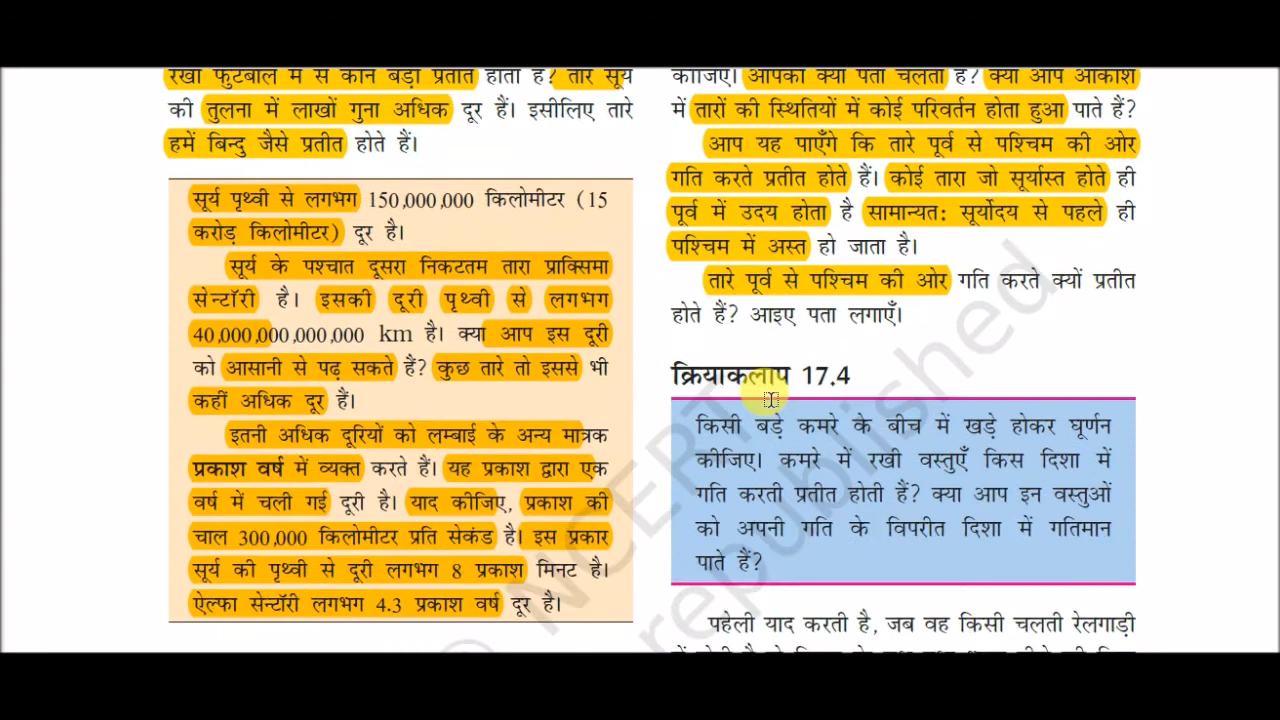 रखी फुटबॉल में से कौन बड़ी प्रतीत होती है? तारे सूर्य
की तुलना में लाखों गुना अधिक दूर हैं। इसीलिए तारे
हमें बिन्दु जैसे प्रतीत होते हैं।
सूर्य पृथ्वी से लगभग 150,000,000 किलोमीटर (15
करोड़ किलोमीटर) दूर है।
सूर्य के पश्चात दूसरा निकटतम तारा प्राक्सिमा
सेन्टॉरी है। इसकी दूरी पृथ्वी से लगभग
40,000,000,000,000 km है। क्या आप इस दूरी
को आसानी से पढ़ सकते हैं? कुछ तारे तो इससे भी
कहीं अधिक दूर हैं।
इतनी अधिक दूरियों को लम्बाई के अन्य मात्रक
प्रकाश वर्ष में व्यक्त करते हैं। यह प्रकाश द्वारा एक
वर्ष में चली गई दूरी है। याद कीजिए, प्रकाश की
चाल 300,000 किलोमीटर प्रति सेकंड है। इस प्रकार
सूर्य की पृथ्वी से दूरी लगभग 8 प्रकाश मिनट है।
ऐल्फा सेन्टॉरी लगभग 4.3 प्रकाश वर्ष दूर है।
कीजिए। आपको क्या पता चलता है? क्या आप आकाश
में तारों की स्थितियों में कोई परिवर्तन होता हुआ पाते हैं?
आप यह पाएँगे कि तारे पूर्व से पश्चिम की ओर
गति करते प्रतीत होते हैं। कोई तारा जो सूर्यास्त होते ही
पूर्व में उदय होता है सामान्यत: सूर्योदय से पहले ही
पश्चिम में अस्त हो जाता है।
तारे पूर्व से पश्चिम की ओर गति करते क्यों प्रतीत
होते हैं? आइए पता लगाएँ।
क्रियाकलाप 17.4
किसी बड़े कमरे के बीच में खड़े होकर घूर्णन
कीजिए। कमरे में रखी वस्तुएँ किस दिशा में
गति करती प्रतीत होती हैं? क्या आप इन वस्तुओं
को अपनी गति के विपरीत दिशा में गतिमान
पाते हैं?
पहेली याद करती है, जब वह किसी चलती रेलगाड़ी
© NCERT
republished